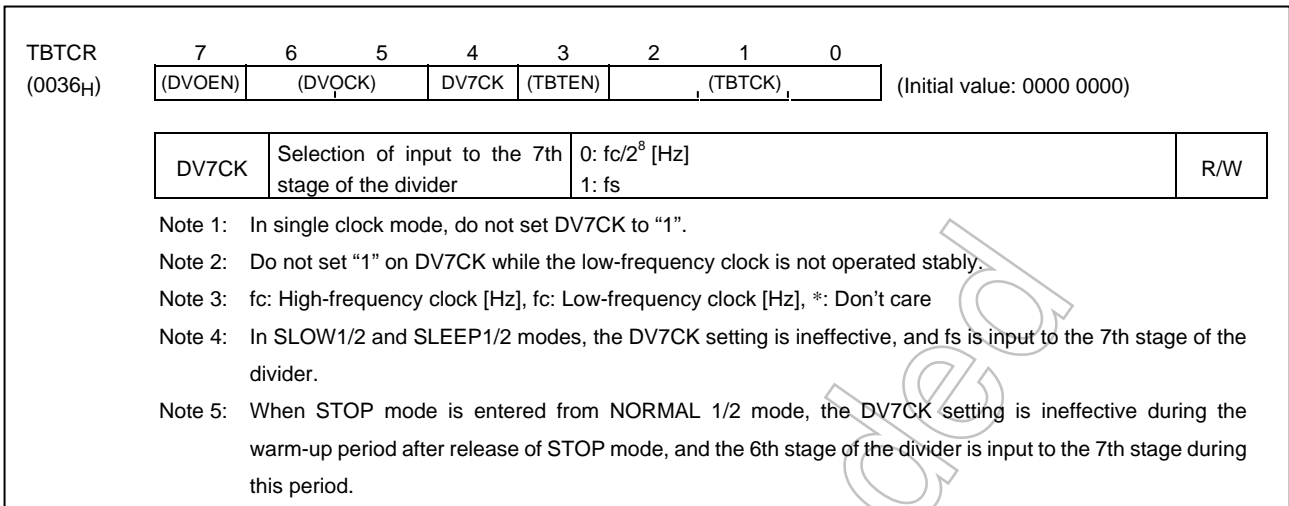 TBTCR 7 6 5 4 3 2 1 0
(0036H) (DVOEN) (DVOCK) DV7CK (TBTEN) (TBTCK) (Initial value: 0000 0000)
DV7CK Selection of input to the 7th stage of the divider 0: fc/2⁸ [Hz] R/W
1: fs
Note 1: In single clock mode, do not set DV7CK to “1”.
Note 2: Do not set “1” on DV7CK while the low-frequency clock is not operated stably.
Note 3: fc: High-frequency clock [Hz], fc: Low-frequency clock [Hz], *: Don’t care
Note 4: In SLOW1/2 and SLEEP1/2 modes, the DV7CK setting is ineffective, and fs is input to the 7th stage of the
divider.
Note 5: When STOP mode is entered from NORMAL 1/2 mode, the DV7CK setting is ineffective during the
warm-up period after release of STOP mode, and the 6th stage of the divider is input to the 7th stage during
this period.
ded